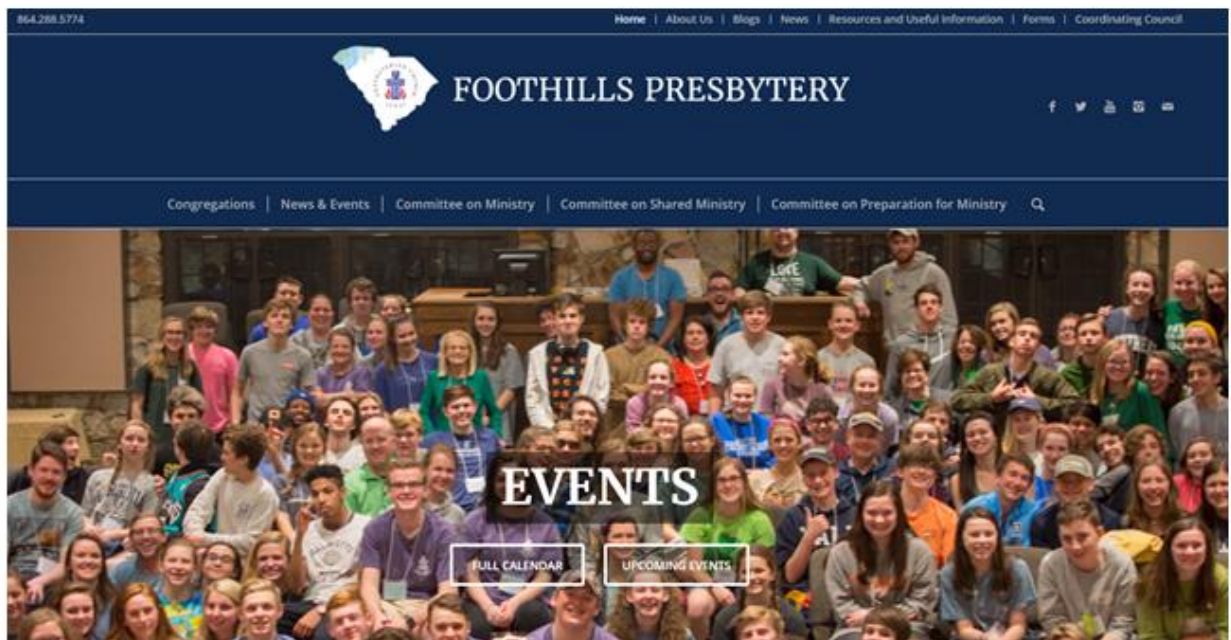 864.288.5774
Home | About Us | Blogs | News | Resources and Useful Information | Forms | Coordinating Council
FOOTHILLS PRESBYTERY
Congregations | News & Events | Committee on Ministry | Committee on Shared Ministry | Committee on Preparation for Ministry
LOVE
EVENTS
FULL CALENDAR
UPCOMING EVENTS